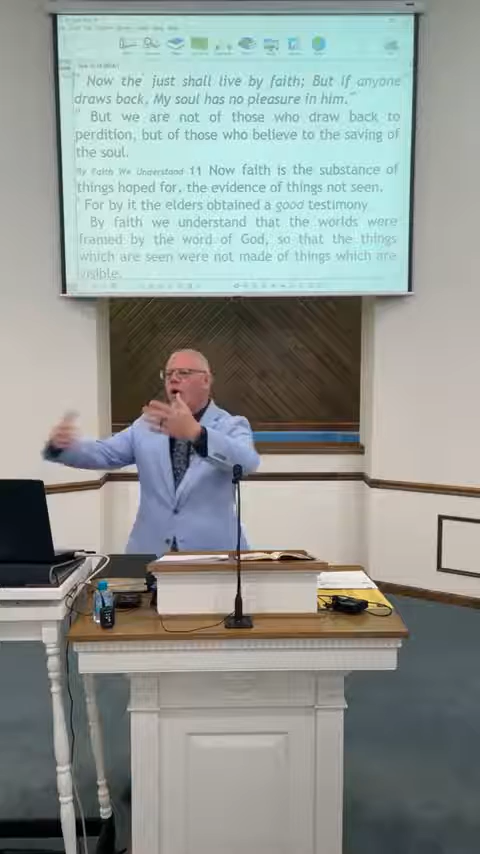 Now the just shall live by faith; But if anyone
draws back, My soul has no pleasure in him."
But we are not of those who draw back to
perdition, but of those who believe to the saving of
the soul.
By Faith We Understand 11 Now faith is the substance of
things hoped for, the evidence of things not seen.
For by it the elders obtained a good testimony.
By faith we understand that the worlds were
framed by the word of God, so that the things
which are seen were not made of things which are
visible.